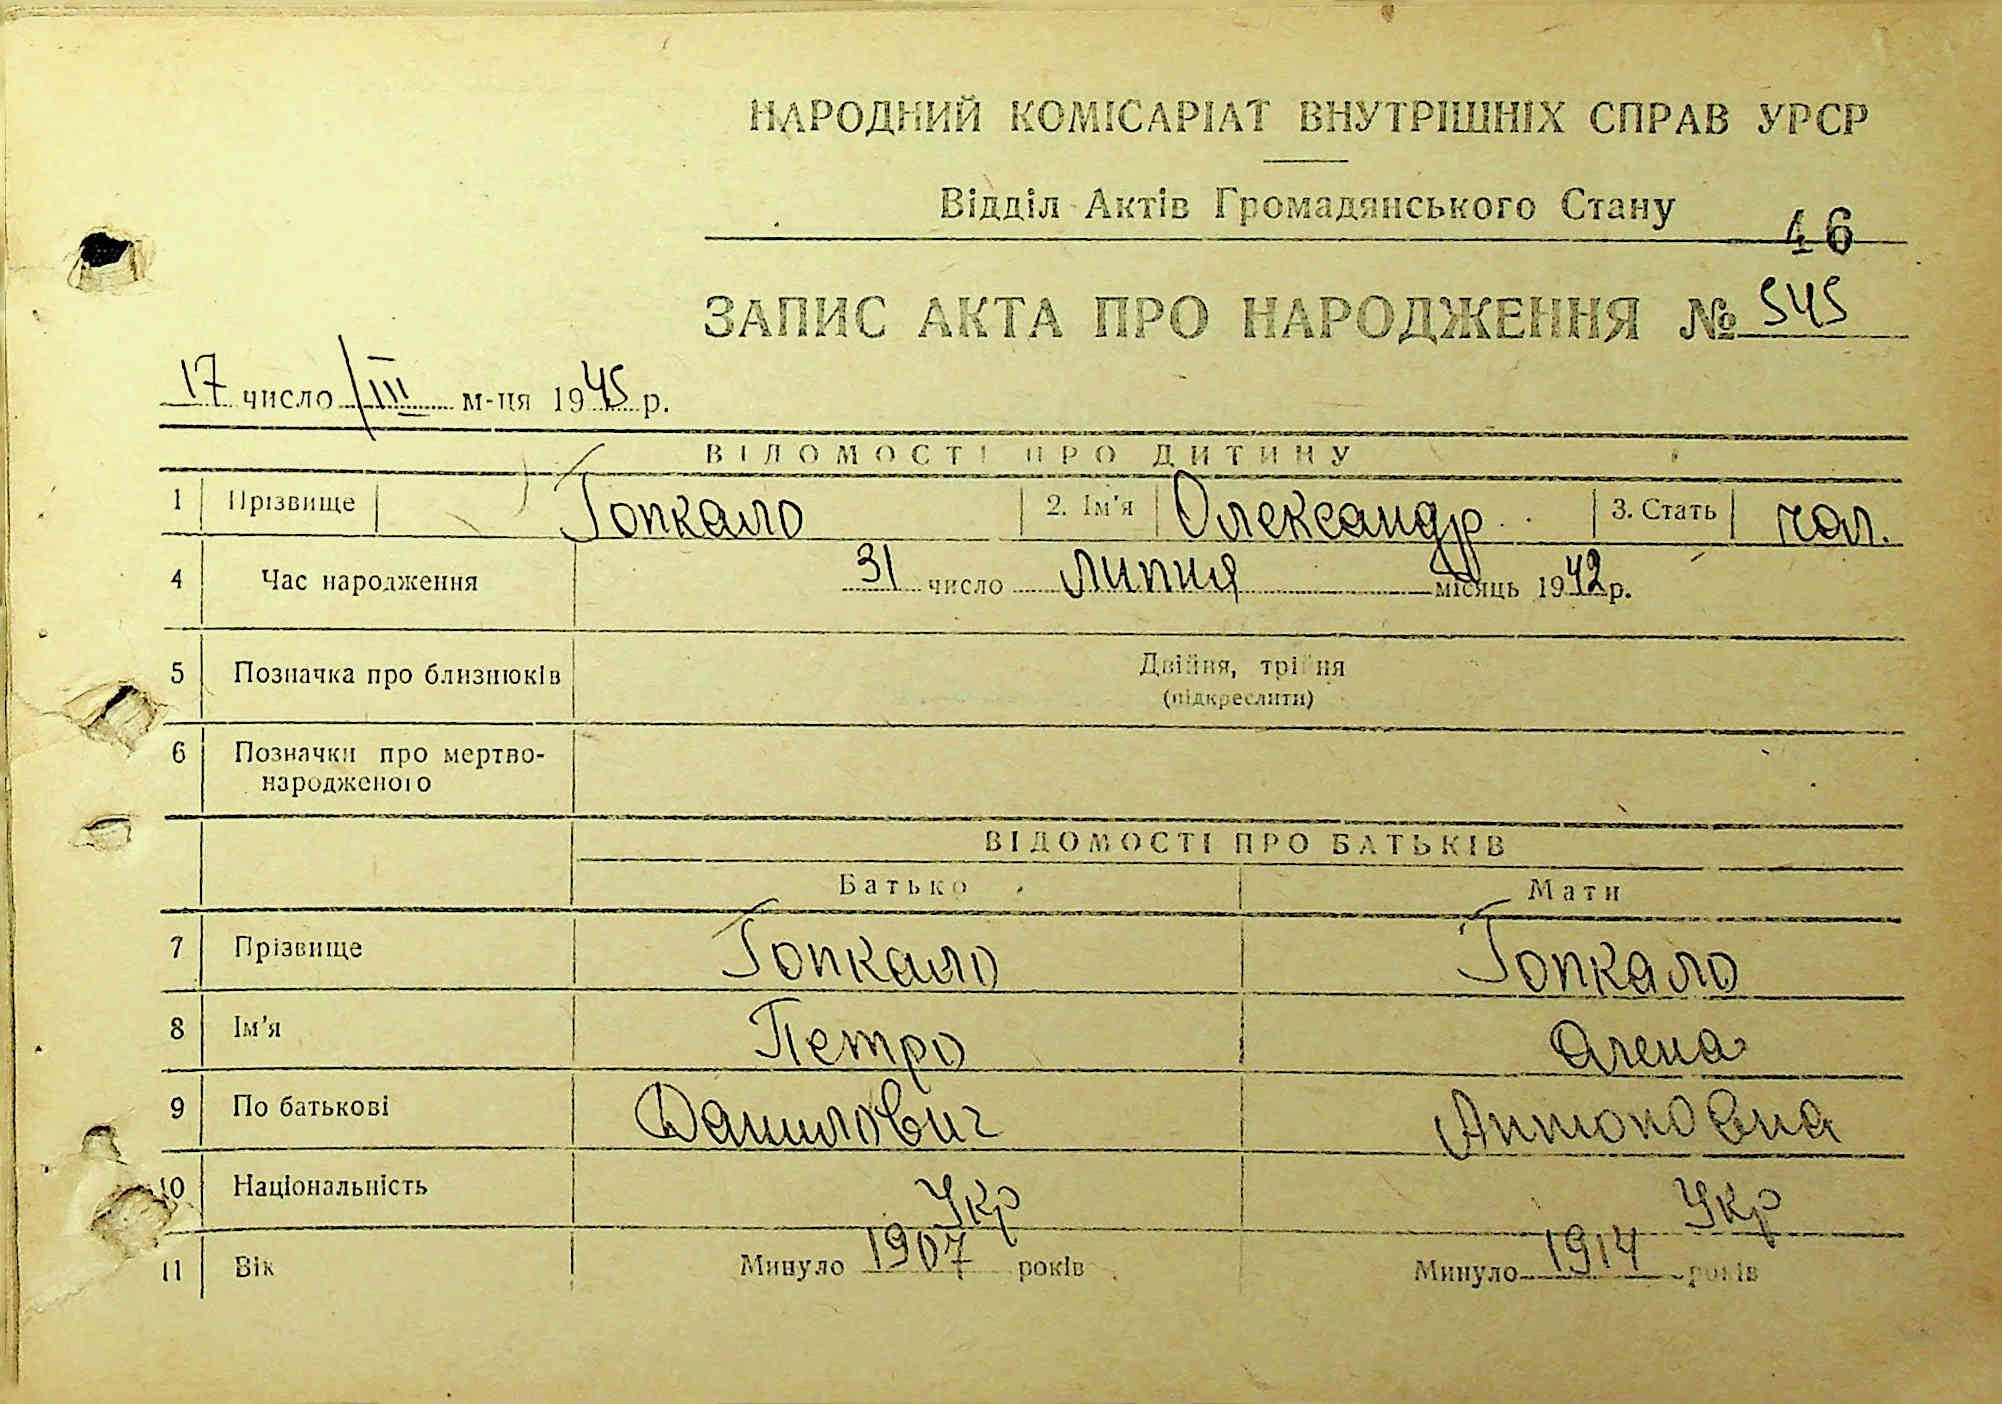 НАРОДНИЙ КОМІСАРІАТ ВНУТРІШНІХ СПРАВ УРСР
Відділ Актів Громадянського Стану
46
ЗАПИС АКТА ПРО НАРОДЖЕННЯ № 545
17 число /III м-ця 1945 р.
ВІДОМОСТІ ПРО ДИТИНУ
1 Прізвище Гопкало 2. Ім'я Олександр 3. Стать чол.
4 Час народження 31 число липня місяць 1942 р.
5 Позначка про близнюків Двійня, трійня
(підкреслити)
6 Позначки про мертво-
народженого
ВІДОМОСТІ ПРО БАТЬКІВ
Батько Мати
7 Прізвище Гопкало Гопкало
8 Ім'я Петро Олена
9 По батькові Данилович Антоновна
10 Національність Укр Укр
11 Вік Минуло 1907 років Минуло 1914 років